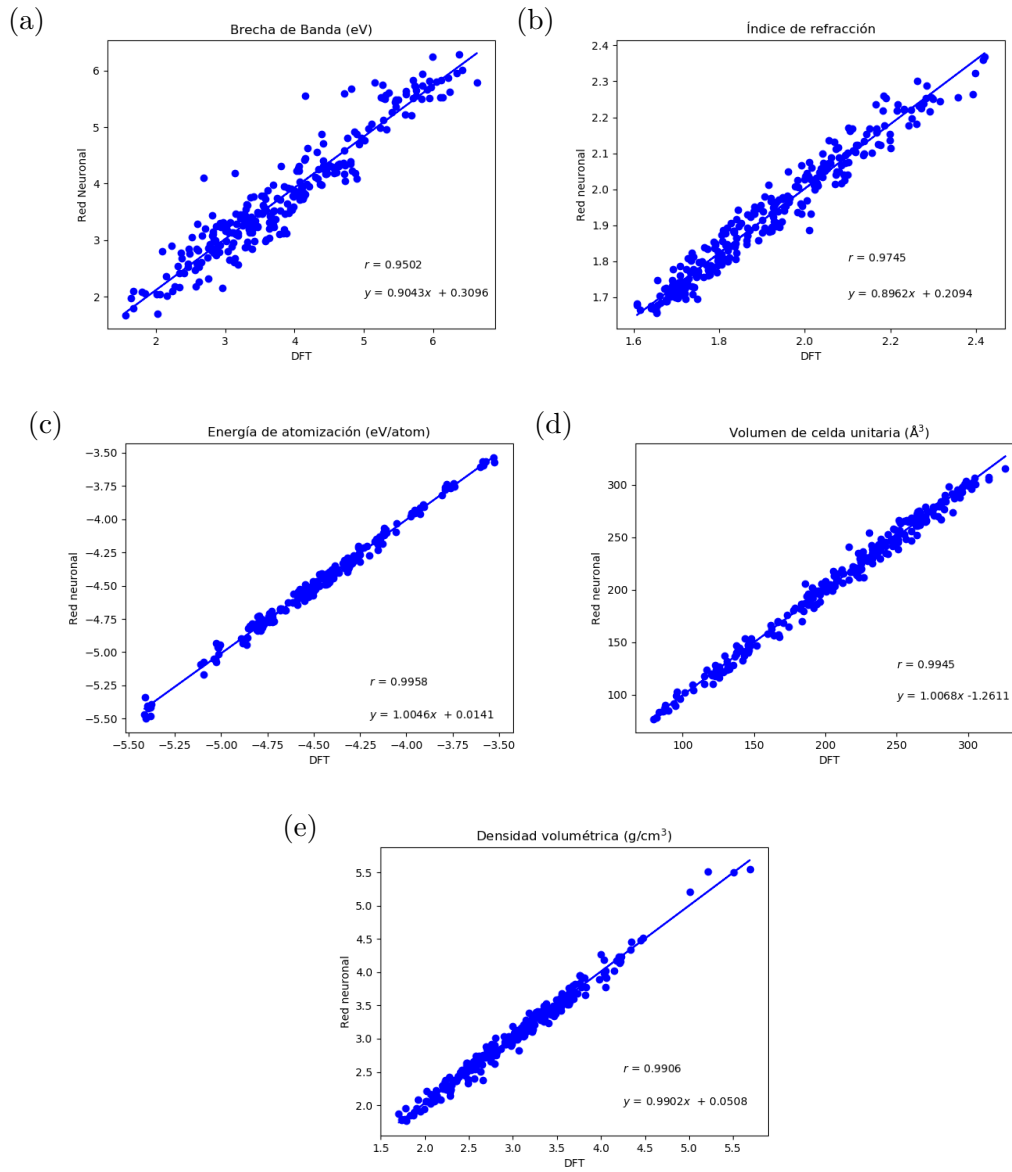 (a)
Brecha de Banda (eV)
6
5
4
3
2
Red Neuronal
r = 0.9502
y = 0.9043x + 0.3096
2 3 4 5 6
DFT
(b)
Índice de refracción
2.4
2.3
2.2
2.1
2.0
1.9
1.8
1.7
Red neuronal
r = 0.9745
y = 0.8962x + 0.2094
1.6 1.8 2.0 2.2 2.4
DFT
(c)
Energía de atomización (eV/atom)
−3.50
−3.75
−4.00
−4.25
−4.50
−4.75
−5.00
−5.25
−5.50
Red neuronal
r = 0.9958
y = 1.0046x + 0.0141
−5.50 −5.25 −5.00 −4.75 −4.50 −4.25 −4.00 −3.75 −3.50
DFT
(d)
Volumen de celda unitaria (Å³)
300
250
200
150
100
Red neuronal
r = 0.9945
y = 1.0068x -1.2611
100 150 200 250 300
DFT
(e)
Densidad volumétrica (g/cm³)
5.5
5.0
4.5
4.0
3.5
3.0
2.5
2.0
Red neuronal
r = 0.9906
y = 0.9902x + 0.0508
1.5 2.0 2.5 3.0 3.5 4.0 4.5 5.0 5.5
DFT